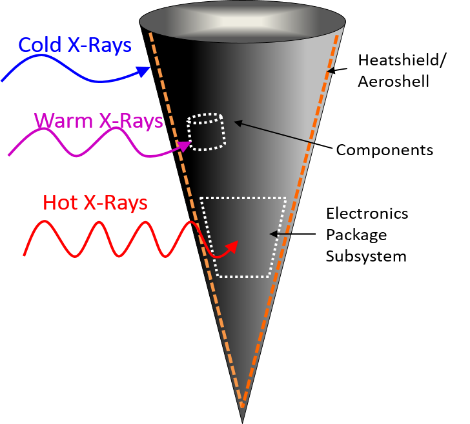 Cold X-Rays
Heatshield/
Aeroshell
Warm X-Rays
Components
Hot X-Rays
Electronics
Package
Subsystem